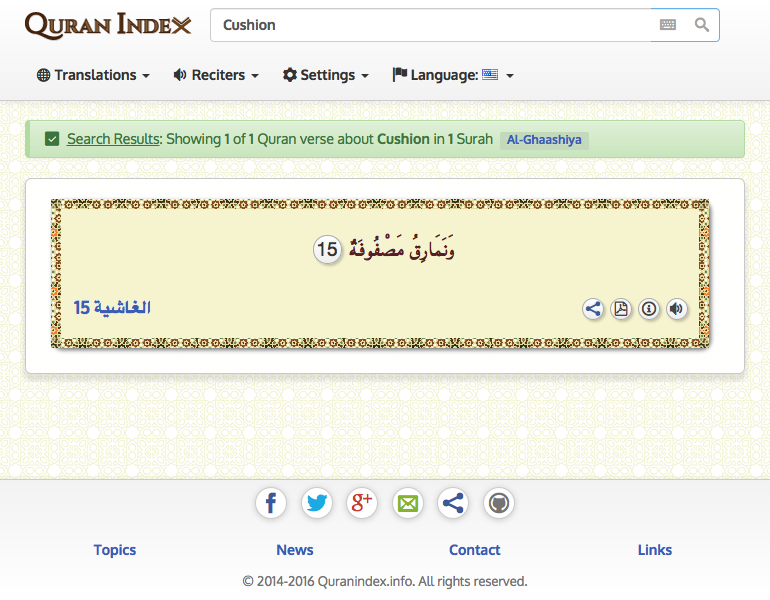 QURAN INDEX
Cushion
Translations
Reciters
Settings
Language:
Search Results: Showing 1 of 1 Quran verse about Cushion in 1 Surah Al-Ghaashiya
وَنَمَارِقُ مَصْفُوفَةٌ 15
الغاشية 15
f
g+
Topics
News
Contact
Links
© 2014-2016 Quranindex.info. All rights reserved.